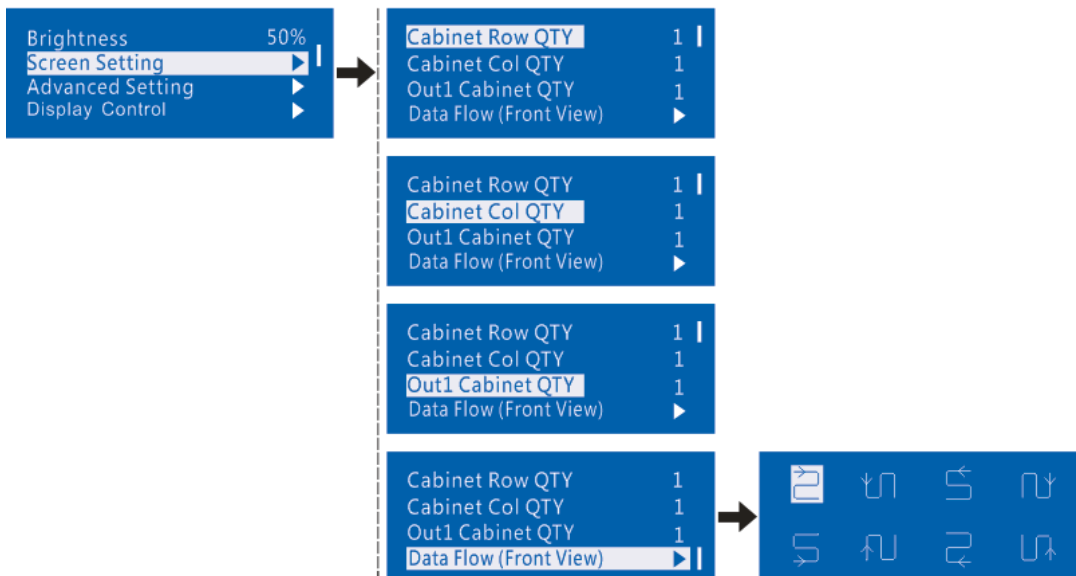 Brightness 50%
Screen Setting
Advanced Setting
Display Control
Cabinet Row QTY 1
Cabinet Col QTY 1
Out1 Cabinet QTY 1
Data Flow (Front View)
Cabinet Row QTY 1
Cabinet Col QTY 1
Out1 Cabinet QTY 1
Data Flow (Front View)
Cabinet Row QTY 1
Cabinet Col QTY 1
Out1 Cabinet QTY 1
Data Flow (Front View)
Cabinet Row QTY 1
Cabinet Col QTY 1
Out1 Cabinet QTY 1
Data Flow (Front View)